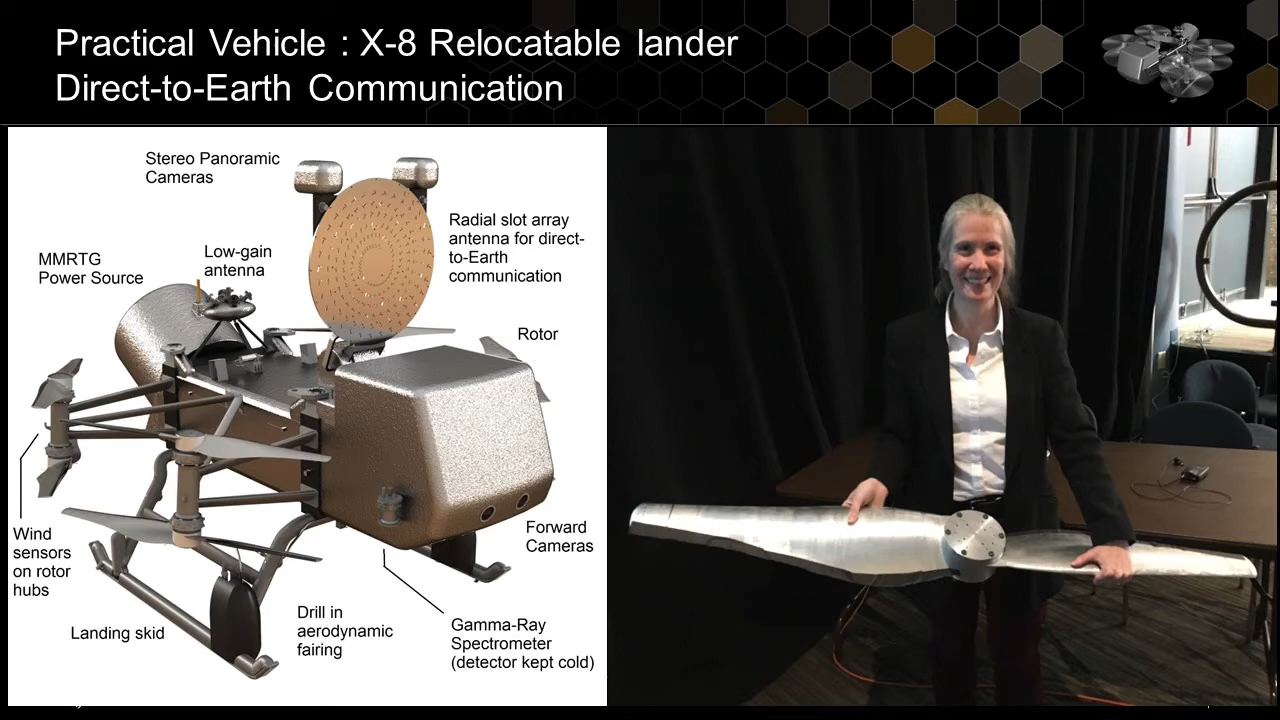 Practical Vehicle : X-8 Relocatable lander
Direct-to-Earth Communication
Stereo Panoramic
Cameras
Radial slot array
antenna for direct-
to-Earth
communication
Low-gain
antenna
MMRTG
Power Source
Rotor
Wind
sensors
on rotor
hubs
Forward
Cameras
Drill in
aerodynamic
fairing
Landing skid
Gamma-Ray
Spectrometer
(detector kept cold)